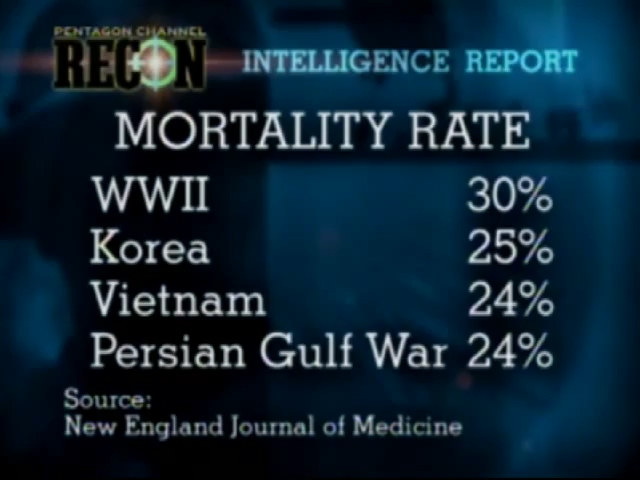 PENTAGON CHANNEL
RECON
INTELLIGENCE REPORT
MORTALITY RATE
WWII 30%
Korea 25%
Vietnam 24%
Persian Gulf War 24%
Source:
New England Journal of Medicine